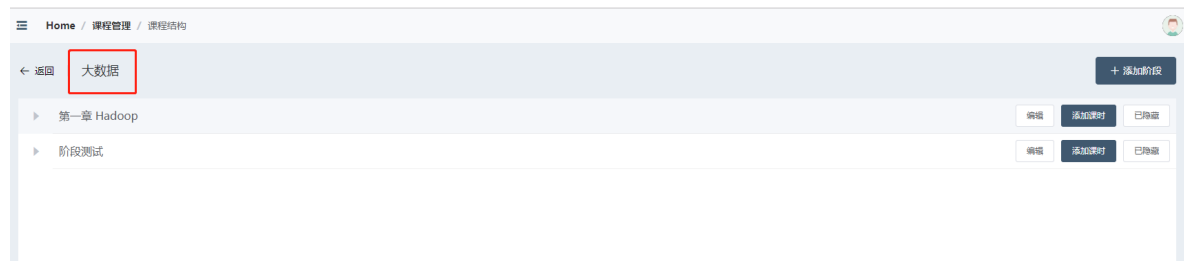 Home / 课程管理 / 课程结构
← 返回 大数据 + 添加阶段
第一章 Hadoop 编辑 添加课时 已隐藏
阶段测试 编辑 添加课时 已隐藏